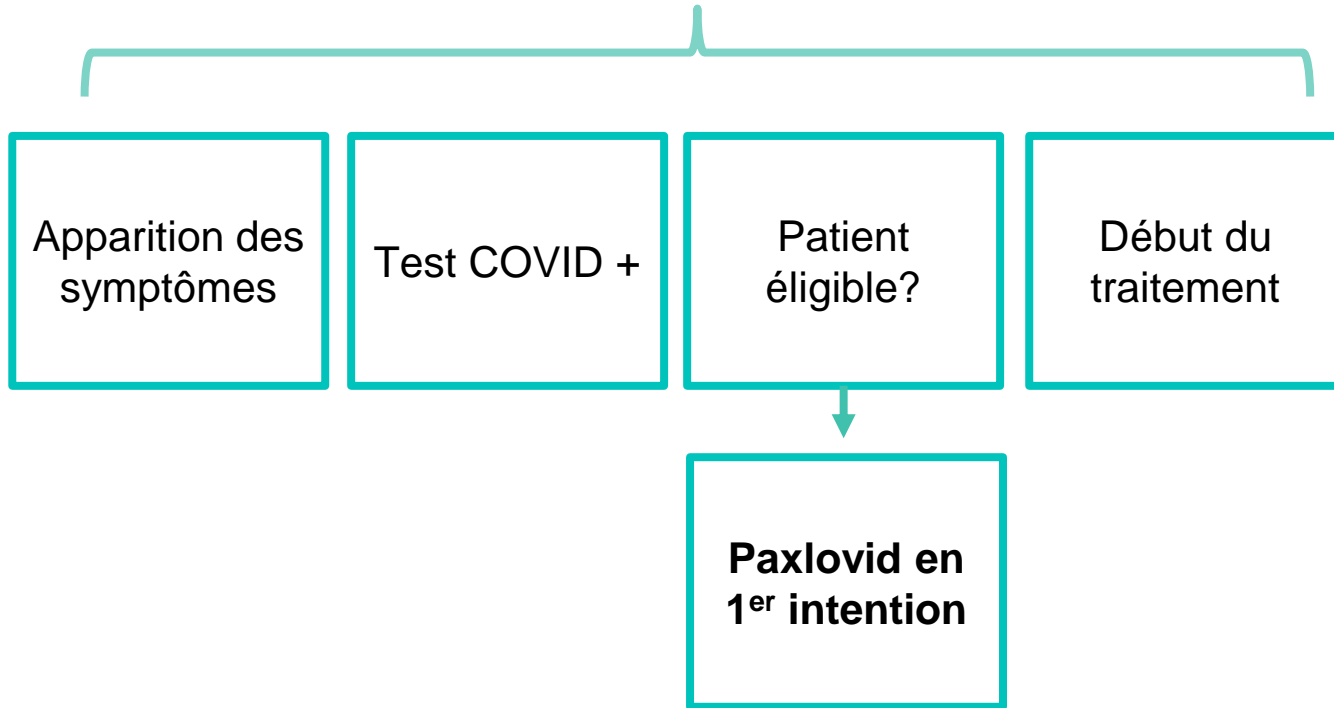 Apparition des
symptômes
Test COVID +
Patient
éligible?
Début du
traitement
Paxlovid en
1er intention